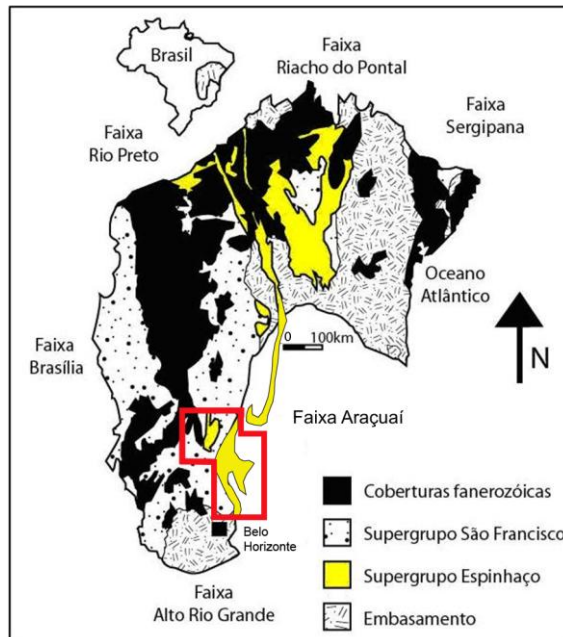 Brasil
Faixa
Riacho do Pontal
Faixa
Sergipana
Faixa
Rio Preto
Oceano
Atlântico
0 100km
N
Faixa
Brasília
Faixa Araçuaí
Belo
Horizonte
Faixa
Alto Rio Grande
Coberturas fanerozóicas
Supergrupo São Francisco
Supergrupo Espinhaço
Embasamento